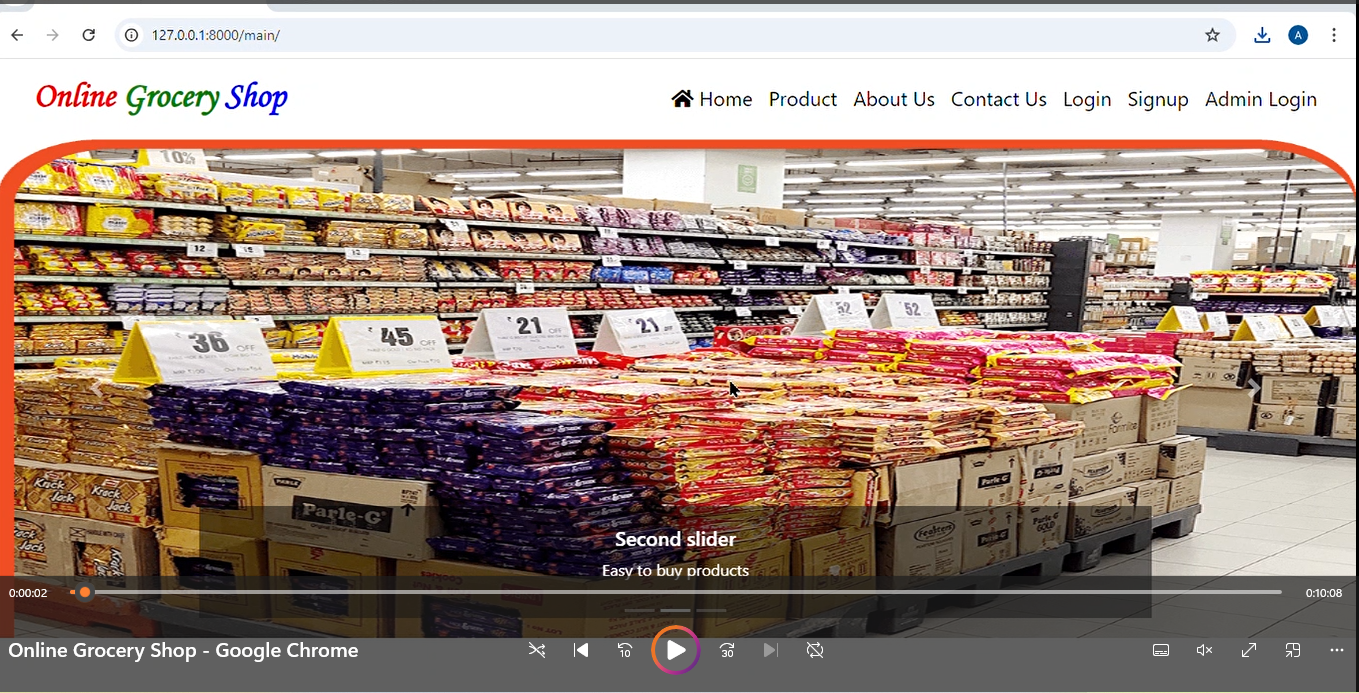 127.0.0.1:8000/main/
A
Online Grocery Shop
Home Product About Us Contact Us Login Signup Admin Login
10%
12
36 OFF
45 OFF
21 OFF
21 OFF
52
52
Krack Jack
Krack Jack
Parle-G
Parle-G
Second slider
Easy to buy products
0:00:02
0:10:08
Online Grocery Shop - Google Chrome
10
30